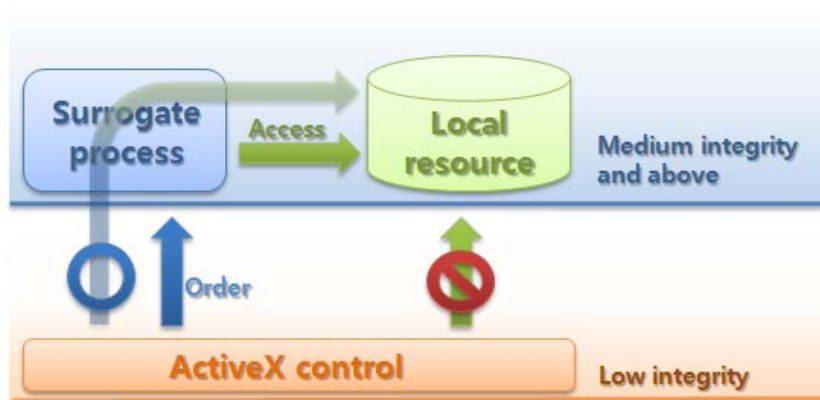 Surrogate
process
Access
Local
resource
Medium integrity
and above
Order
ActiveX control
Low integrity